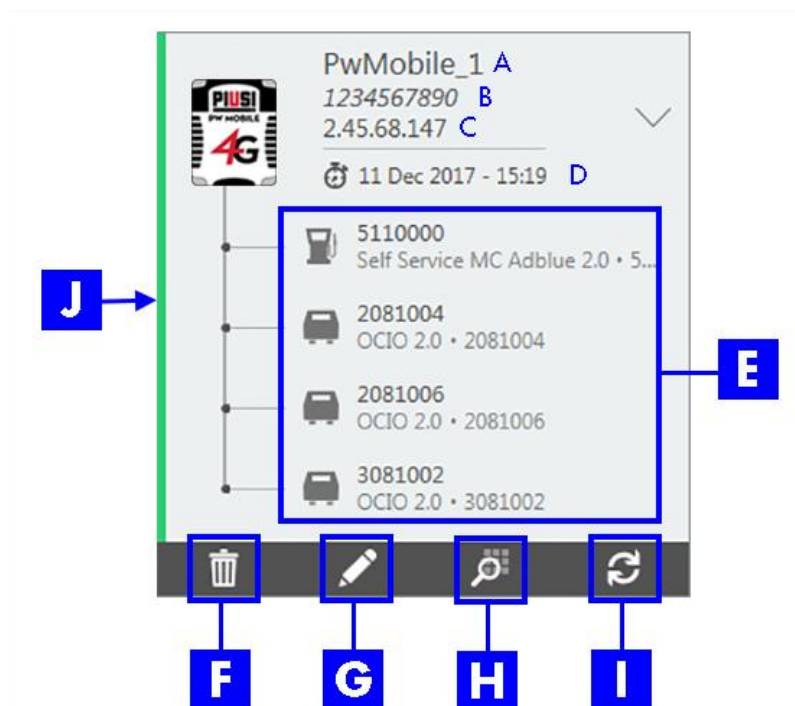 PwMobile_1 A
PIUSI
1234567890 B
PW MOBILE
2.45.68.147 C
4G
11 Dec 2017 - 15:19 D
5110000
Self Service MC Adblue 2.0 • 5...
J
2081004
OCIO 2.0 • 2081004
E
2081006
OCIO 2.0 • 2081006
3081002
OCIO 2.0 • 3081002
F G H I